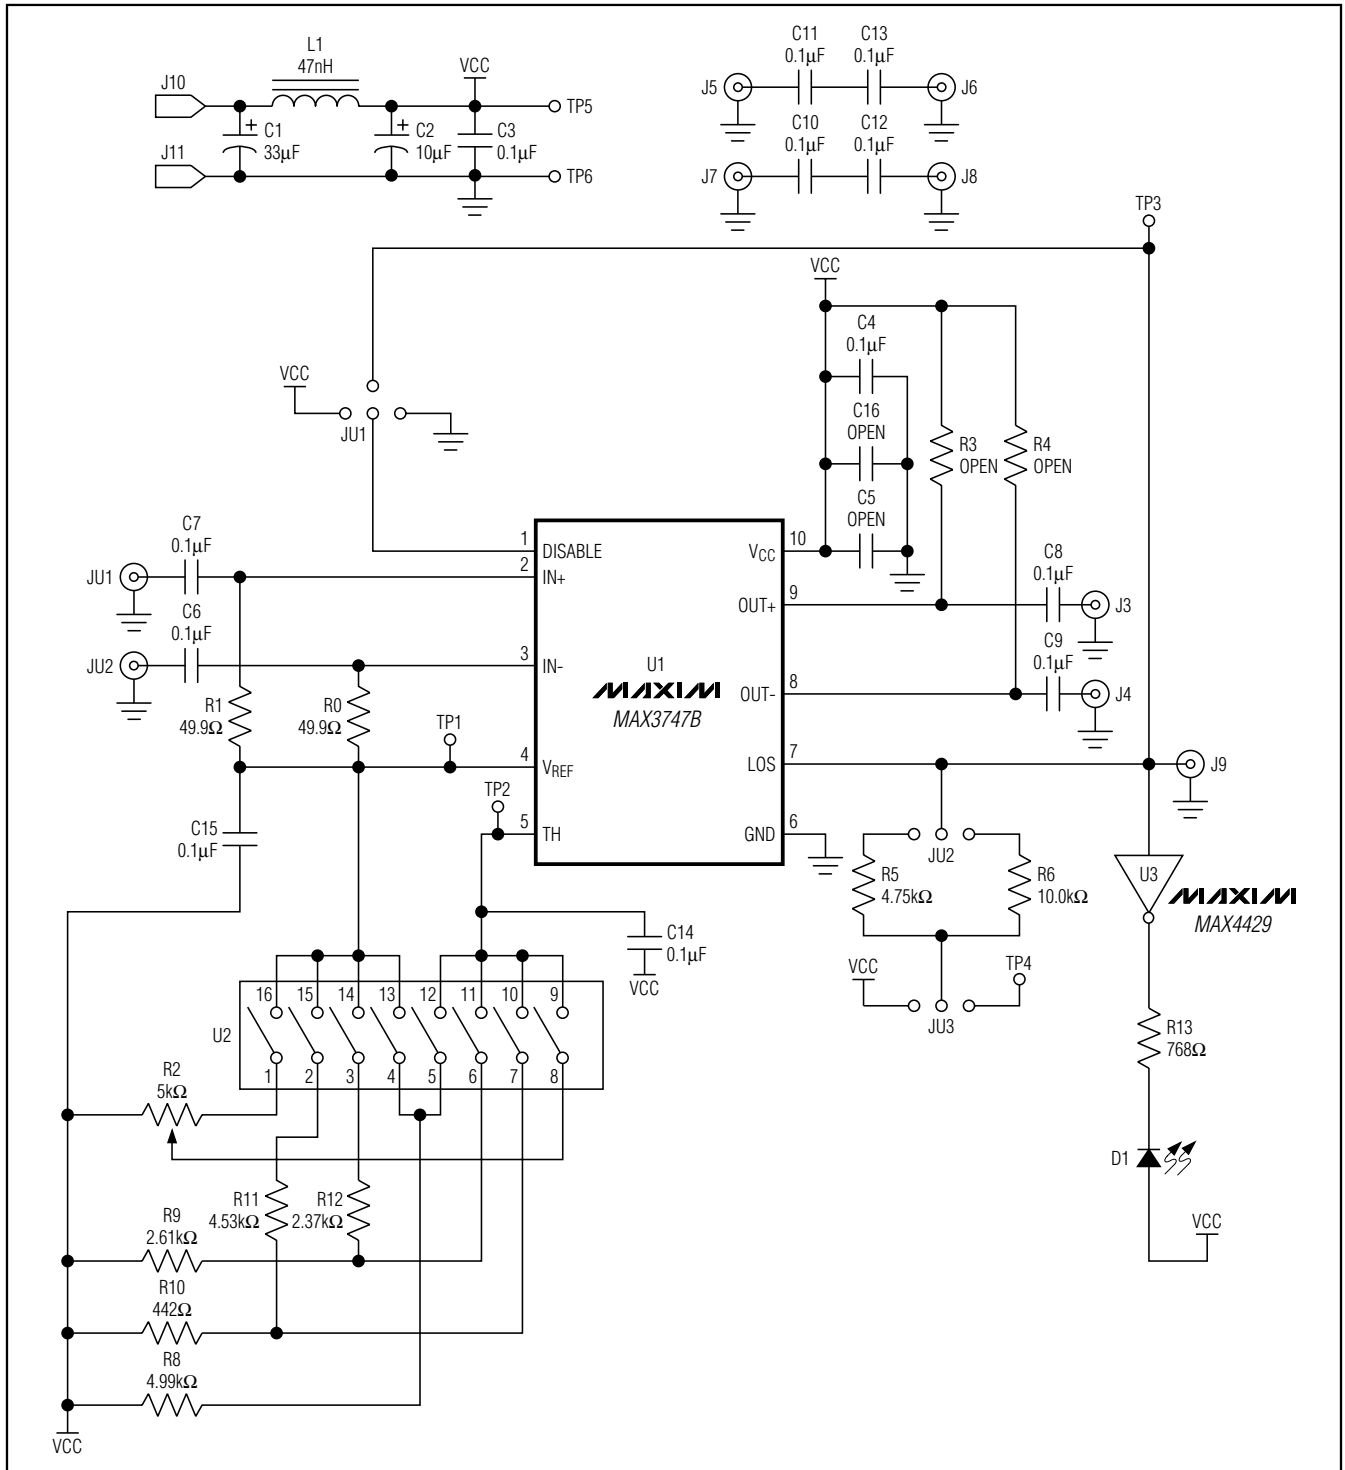 L1
47nH
J10
J11
C1
33µF
C2
10µF
VCC
C3
0.1µF
TP5
TP6
C11
0.1µF
C13
0.1µF
J5
J6
C10
0.1µF
C12
0.1µF
J7
J8
TP3
VCC
C4
0.1µF
C16
OPEN
C5
OPEN
R3
OPEN
R4
OPEN
VCC
JU1
C7
0.1µF
JU1
C6
0.1µF
JU2
R1
49.9Ω
R0
49.9Ω
TP1
TP2
1
DISABLE
2
IN+
3
IN-
4
VREF
5
TH
U1
MAXIM
MAX3747B
VCC
10
OUT+
9
OUT-
8
LOS
7
GND
6
C8
0.1µF
J3
C9
0.1µF
J4
J9
C15
0.1µF
JU2
R5
4.75kΩ
R6
10.0kΩ
VCC
JU3
TP4
U3
MAXIM
MAX4429
R13
768Ω
D1
VCC
C14
0.1µF
VCC
U2
16 15 14 13 12 11 10 9
1 2 3 4 5 6 7 8
R2
5kΩ
R11
4.53kΩ
R12
2.37kΩ
R9
2.61kΩ
R10
442Ω
R8
4.99kΩ
VCC